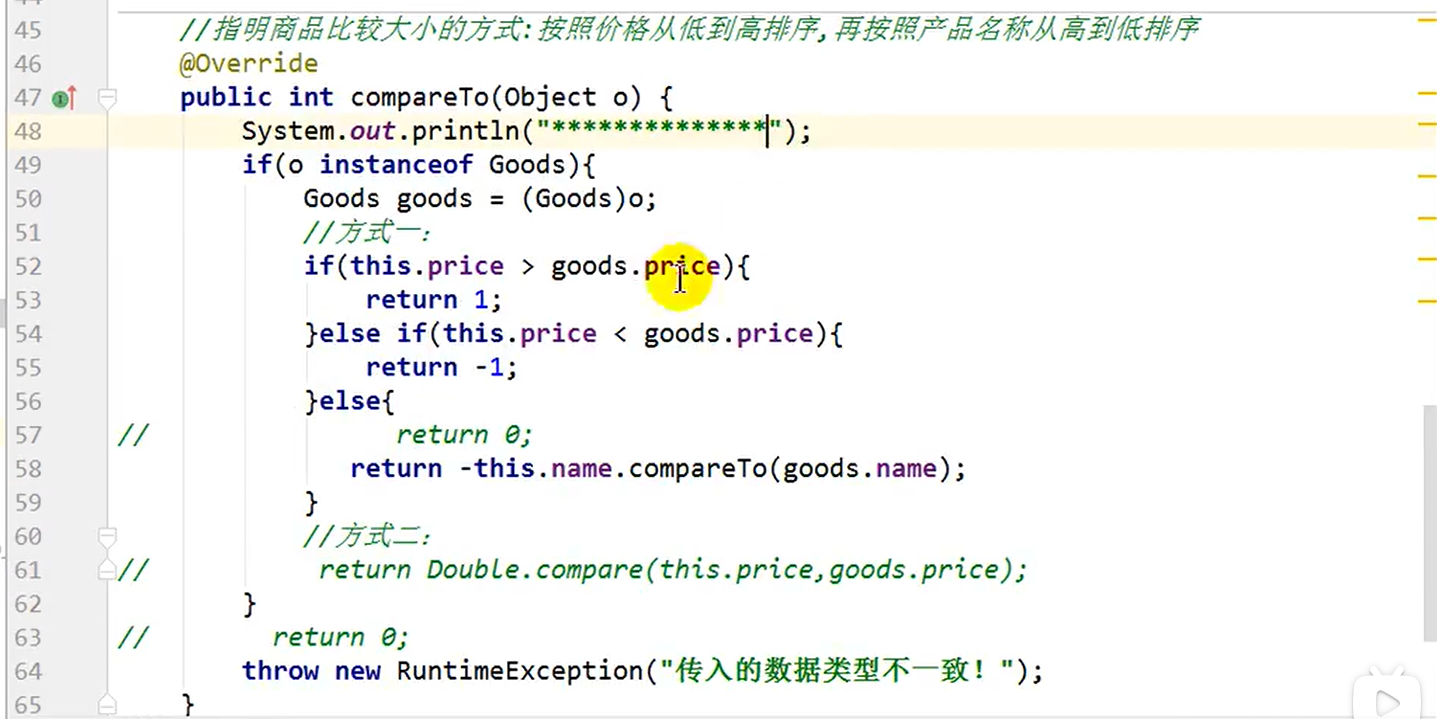 45 //指明商品比较大小的方式:按照价格从低到高排序,再按照产品名称从高到低排序
46 @Override
47 public int compareTo(Object o) {
48 System.out.println("**************");
49 if(o instanceof Goods){
50 Goods goods = (Goods)o;
51 //方式一:
52 if(this.price > goods.price){
53 return 1;
54 }else if(this.price < goods.price){
55 return -1;
56 }else{
57 // return 0;
58 return -this.name.compareTo(goods.name);
59 }
60 //方式二:
61 // return Double.compare(this.price,goods.price);
62 }
63 // return 0;
64 throw new RuntimeException("传入的数据类型不一致！");
65 }